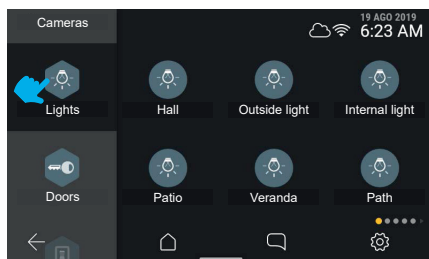 Cameras
19 AGO 2019
6:23 AM
Lights
Hall
Outside light
Internal light
Doors
Patio
Veranda
Path